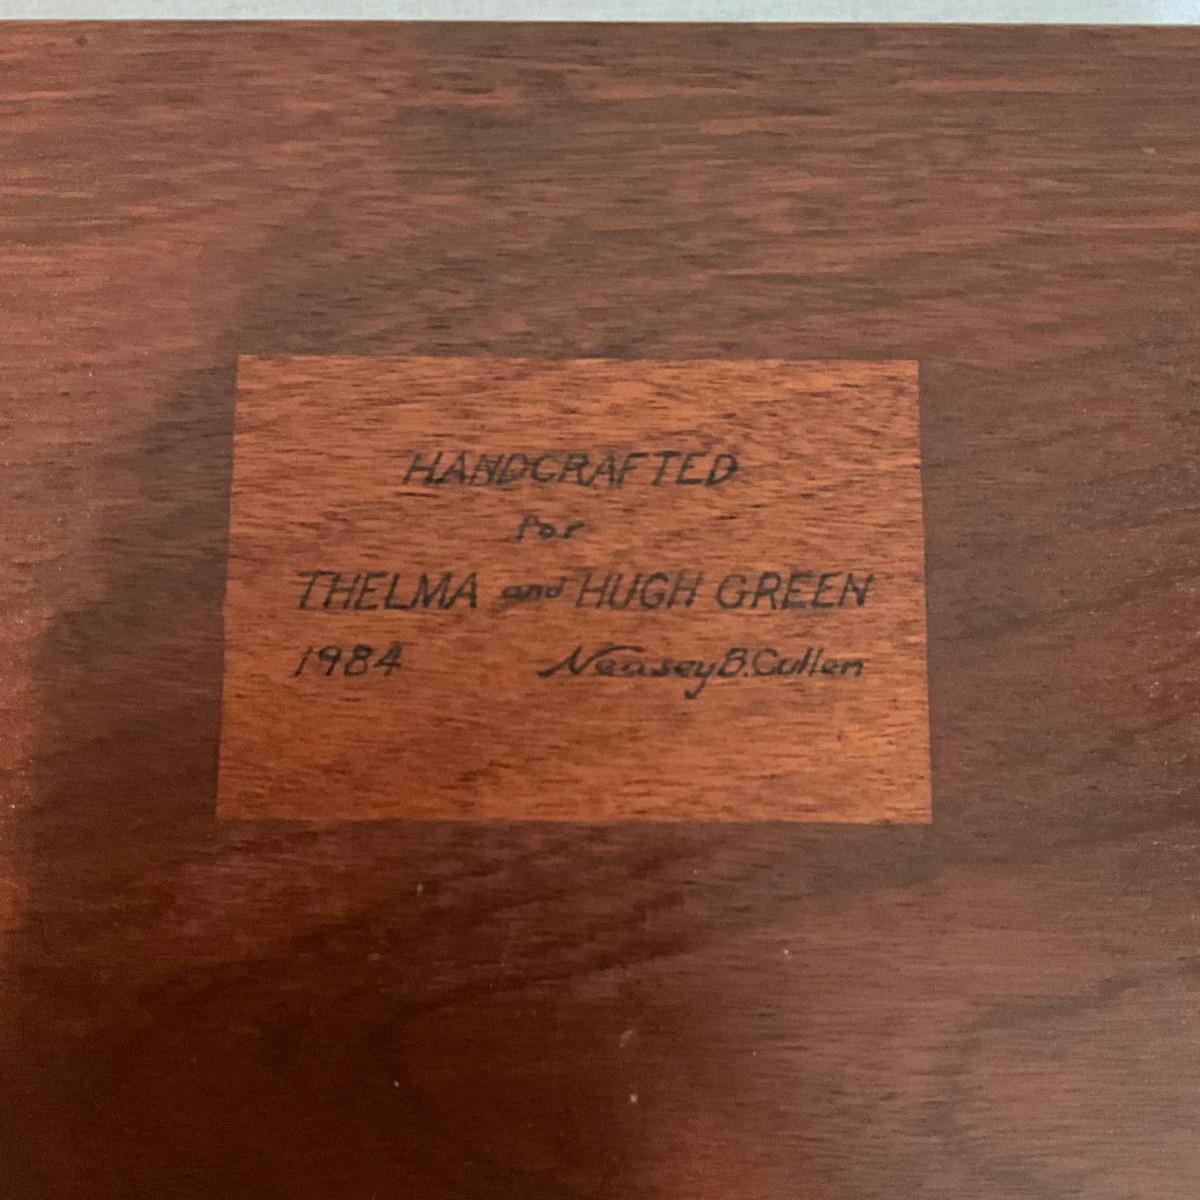 HANDCRAFTED
for
THELMA and HUGH GREEN
1984 Neasey B. Cullen